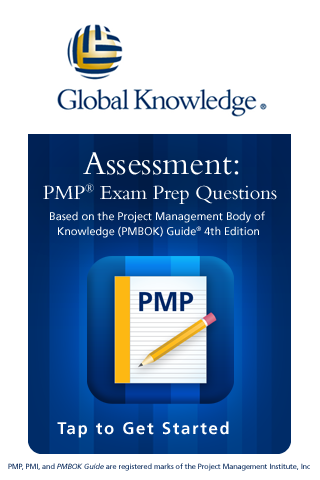 Global Knowledge®
Assessment:
PMP® Exam Prep Questions
Based on the Project Management Body of
Knowledge (PMBOK) Guide® 4th Edition
PMP
Tap to Get Started
PMP, PMI, and PMBOK Guide are registered marks of the Project Management Institute, Inc